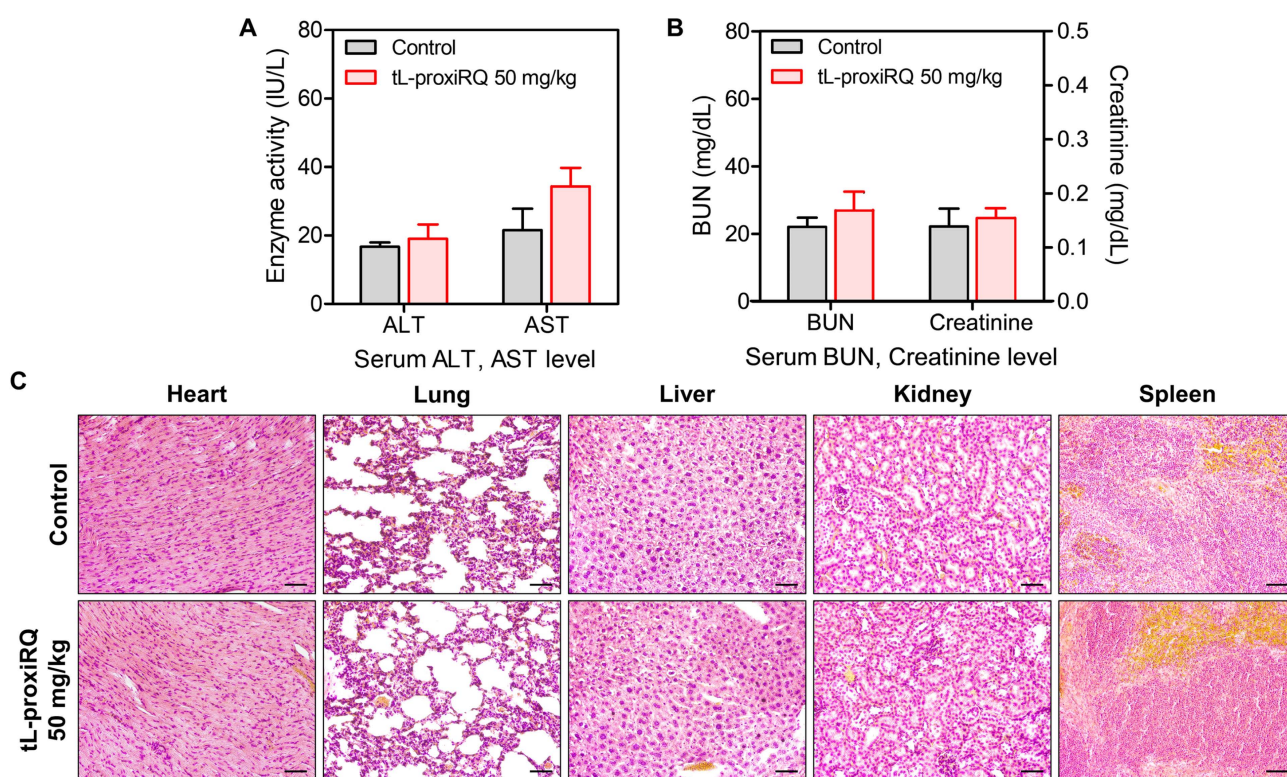 A
Enzyme activity (IU/L)
80
60
40
20
0
Control
tL-proxiRQ 50 mg/kg
ALT AST
Serum ALT, AST level
B
BUN (mg/dL)
80
60
40
20
0
Control
tL-proxiRQ 50 mg/kg
0.5
0.4
0.3
0.2
0.1
0.0
Creatinine (mg/dL)
BUN Creatinine
Serum BUN, Creatinine level
C
Heart Lung Liver Kidney Spleen
Control
tL-proxiRQ
50 mg/kg